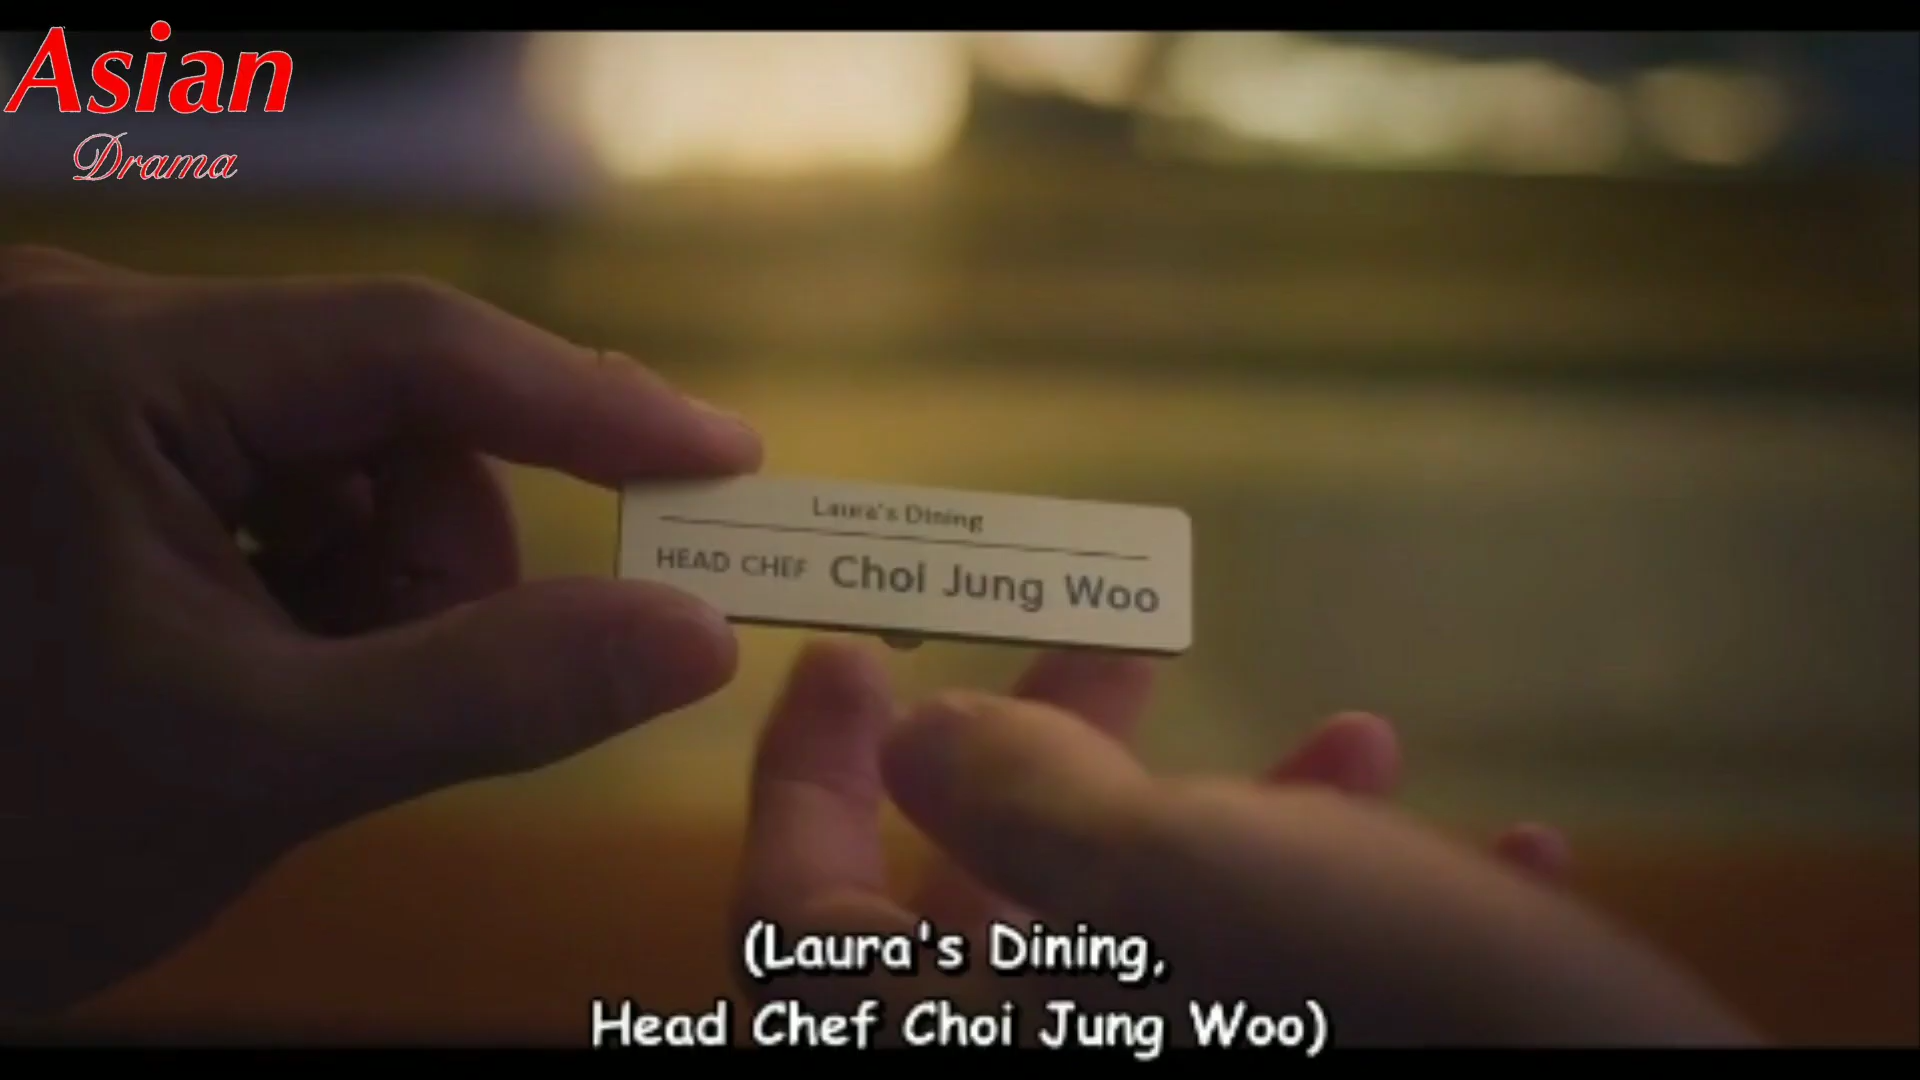 Asian
Drama
Laura's Dining
HEAD CHEF Choi Jung Woo
(Laura's Dining,
Head Chef Choi Jung Woo)